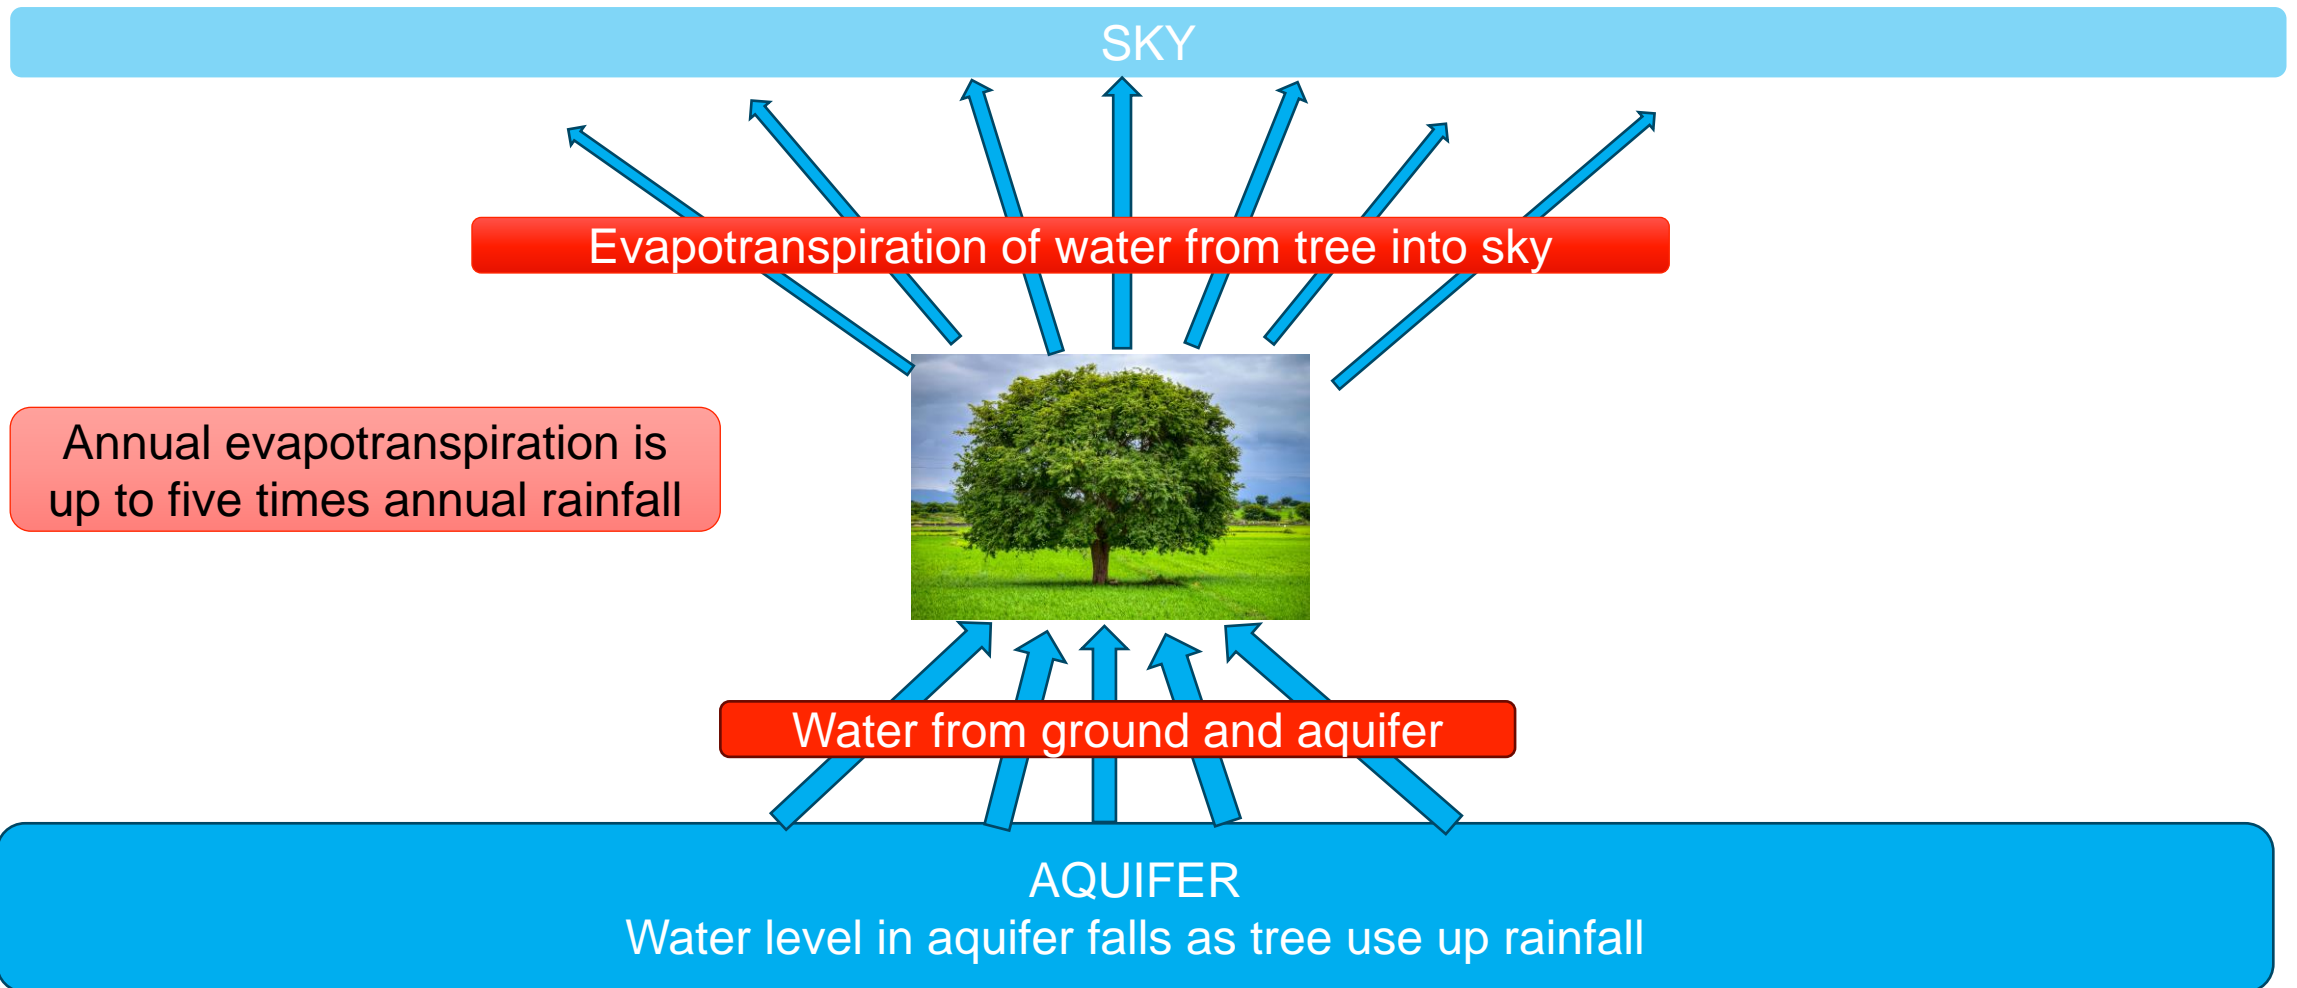 SKY
Evapotranspiration of water from tree into sky
Annual evapotranspiration is
up to five times annual rainfall
Water from ground and aquifer
AQUIFER
Water level in aquifer falls as tree use up rainfall